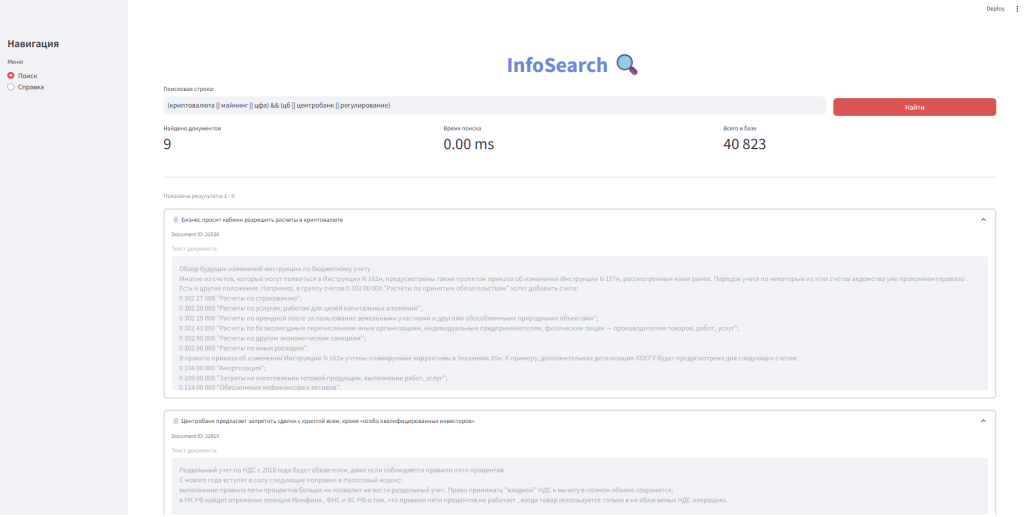 Deploy
Навигация
Меню
Поиск
Справка
InfoSearch
Поисковая строка:
(криптовалюта || майнинг || цфа) && (цб || центробанк || регулирование)
Найти
Найдено документов
9
Время поиска
0.00 ms
Всего в базе
40 823
Показаны результаты 1 - 9
Бизнес просит кабмин разрешить расчеты в криптовалюте
Document ID: 22526
Текст документа:
Обзор будущих изменений инструкции по бюджетному учету
Многие из счетов, которые могут появиться в Инструкции N 162н, предусмотрены также проектом приказа об изменении Инструкции N 157н, рассмотренным нами ранее. Порядок учета по некоторым из этих счетов ведомство уже прокомментировало .
Есть и другие положения. Например, в группу счетов 0 302 00 000 "Расчеты по принятым обязательствам" хотят добавить счета:
0 302 27 000 "Расчеты по страхованию";
0 302 28 000 "Расчеты по услугам, работам для целей капитальных вложений";
0 302 29 000 "Расчеты по арендной плате за пользование земельными участками и другими обособленными природными объектами";
0 302 43 000 "Расчеты по безвозмездным перечислениям иным организациям, индивидуальным предпринимателям, физическим лицам — производителям товаров, работ, услуг";
0 302 95 000 "Расчеты по другим экономическим санкциям";
0 302 96 000 "Расчеты по иным расходам".
В проекте приказа об изменении Инструкции N 162н учтены планируемые коррективы в Указаниях 65н. К примеру, дополнительная детализация КОСГУ будет предусмотрена для следующих счетов:
0 104 00 000 "Амортизация";
0 109 00 000 "Затраты на изготовление готовой продукции, выполнение работ, услуг";
0 114 00 000 "Обесценение нефинансовых активов";
Центробанк предлагает запретить сделки с криптой всем, кроме «особо квалифицированных инвесторов»
Document ID: 22815
Текст документа:
Раздельный учет по НДС с 2018 года будет обязателен, даже если соблюдается правило пяти процентов
С нового года вступят в силу следующие поправки в Налоговый кодекс:
выполнение правила пяти процентов больше не позволит не вести раздельный учет. Право принимать "входной" НДС к вычету в полном объеме сохранится;
в НК РФ найдет отражение позиция Минфина , ФНС и ВС РФ о том, что правило пяти процентов не работает , когда товар используется только в не облагаемых НДС операциях.